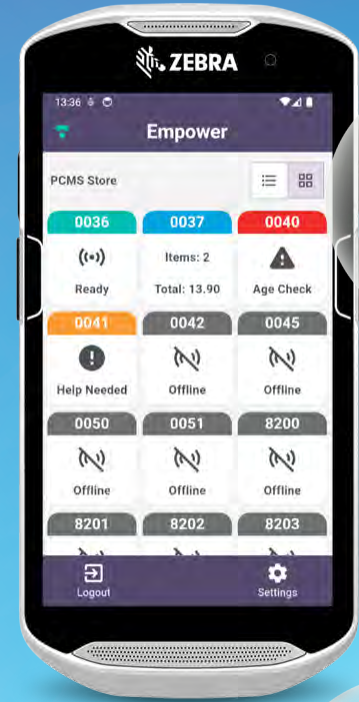 ZEBRA
13:36
Empower
PCMS Store
0036 0037 0040
Items: 2
Ready Total: 13.90 Age Check
0041 0042 0045
Help Needed Offline Offline
0050 0051 8200
Offline Offline Offline
8201 8202 8203
Logout Settings